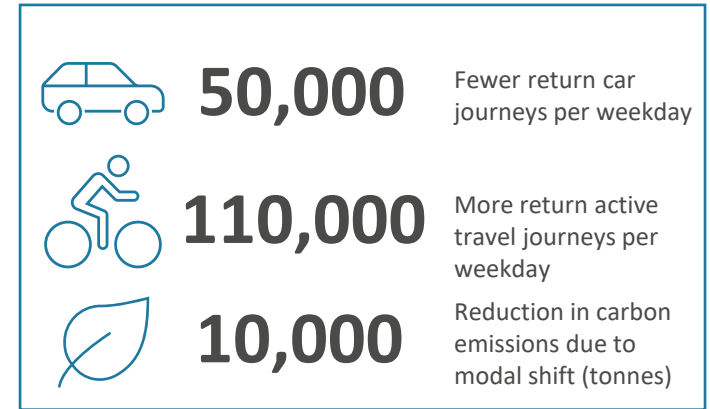 50,000
Fewer return car
journeys per weekday
110,000
More return active
travel journeys per
weekday
10,000
Reduction in carbon
emissions due to
modal shift (tonnes)